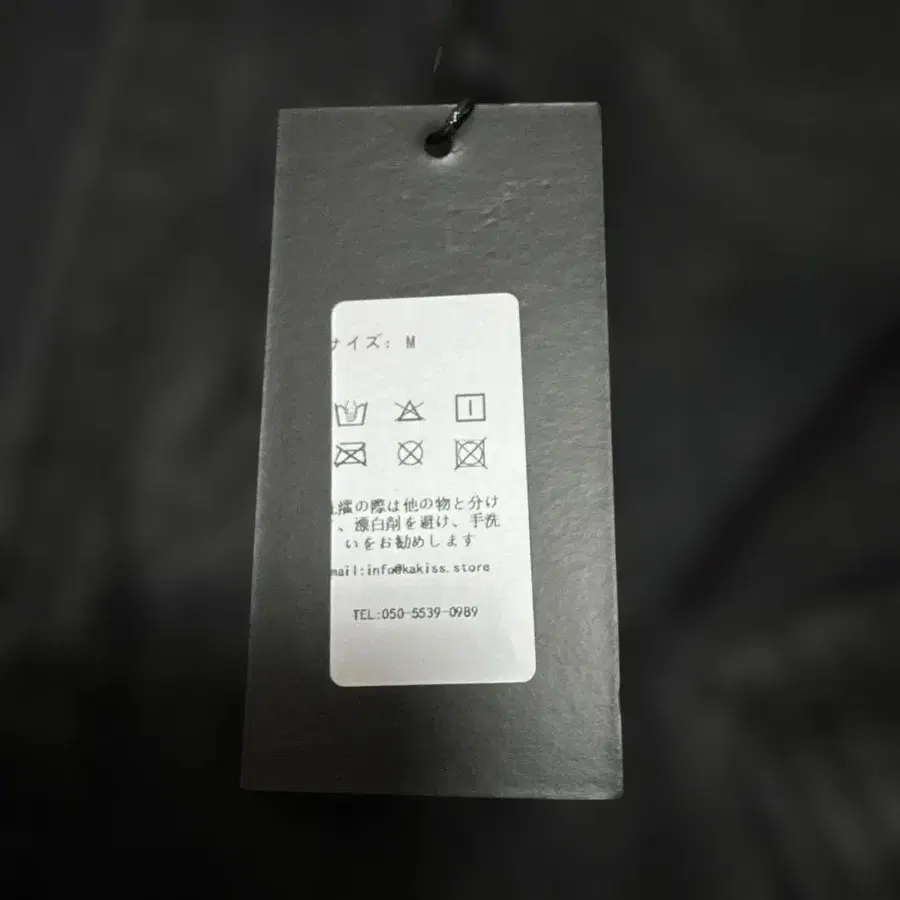 サイズ: M
濯の際は他の物と分け
、漂白剤を避け、手洗
いをお勧めします
mail:info@kakiss.store
TEL:050-5539-0989